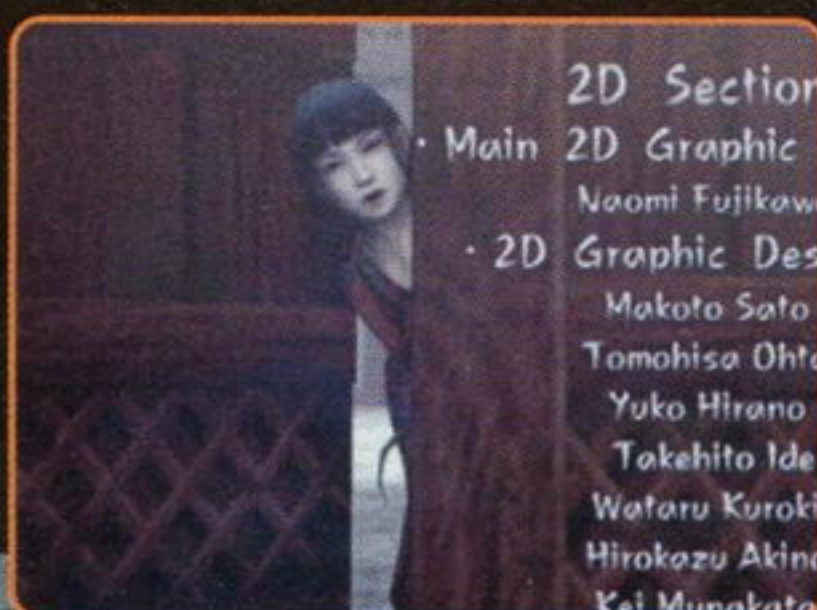 2D Section
· Main 2D Graphic
Naomi Fujikaw
· 2D Graphic Des
Makoto Sato
Tomohisa Ohta
Yuko Hirano
Takehito Ide
Wataru Kuroki
Hirokazu Akin
Kei Munakata